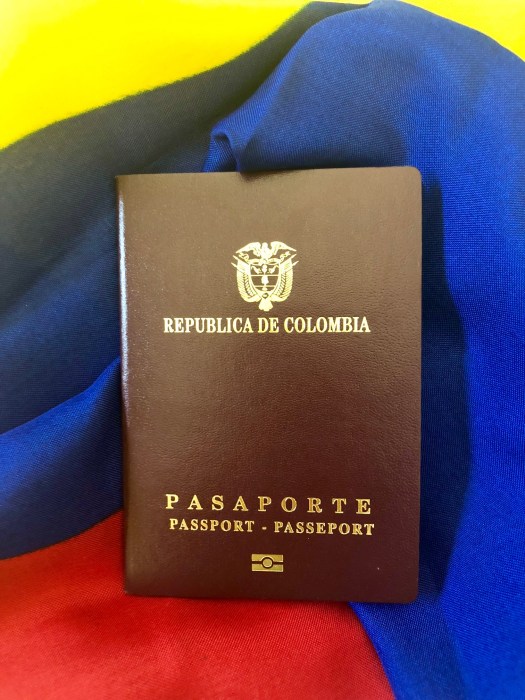 REPUBLICA DE COLOMBIA
PASAPORTE
PASSPORT - PASSEPORT